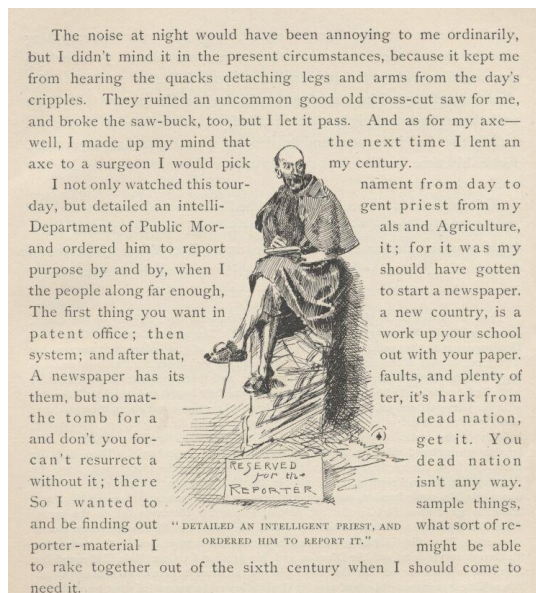 The noise at night would have been annoying to me ordinarily,
but I didn't mind it in the present circumstances, because it kept me
from hearing the quacks detaching legs and arms from the day's
cripples. They ruined an uncommon good old cross-cut saw for me,
and broke the saw-buck, too, but I let it pass. And as for my axe—
well, I made up my mind that the next time I lent an
axe to a surgeon I would pick my century.
I not only watched this tour- nament from day to
day, but detailed an intelli- gent priest from my
Department of Public Mor- als and Agriculture,
and ordered him to report it; for it was my
purpose by and by, when I should have gotten
the people along far enough, to start a newspaper.
The first thing you want in a new country, is a
patent office; then work up your school
system; and after that, out with your paper.
A newspaper has its faults, and plenty of
them, but no mat- ter, it's hark from
the tomb for a dead nation,
and don't you for- get it. You
can't resurrect a dead nation
without it; there isn't any way.
So I wanted to sample things,
and be finding out what sort of re-
porter-material I might be able
to rake together out of the sixth century when I should come to
need it.
RESERVED
for the
REPORTER
"DETAILED AN INTELLIGENT PRIEST, AND
ORDERED HIM TO REPORT IT."